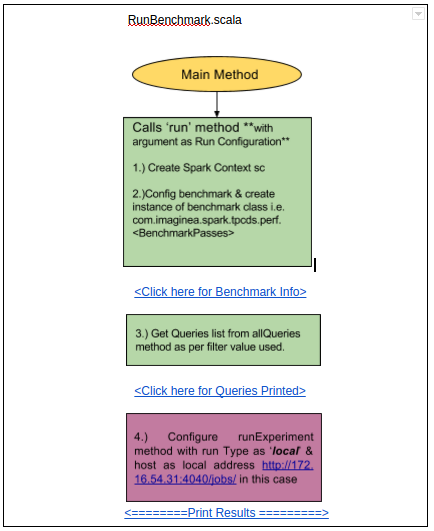 RunBenchmark.scala
Main Method
Calls ‘run’ method **with
argument as Run Configuration**
1.) Create Spark Context sc
2.)Config benchmark & create
instance of benchmark class i.e.
com.imaginea.spark.tpcds.perf.
<BenchmarkPasses>
<Click here for Benchmark Info>
3.) Get Queries list from allQueries
method as per filter value used.
<Click here for Queries Printed>
4.) Configure runExperiment
method with run Type as ‘local’ &
host as local address http://172.
16.54.31:4040/jobs/ in this case
<========Print Results =========>